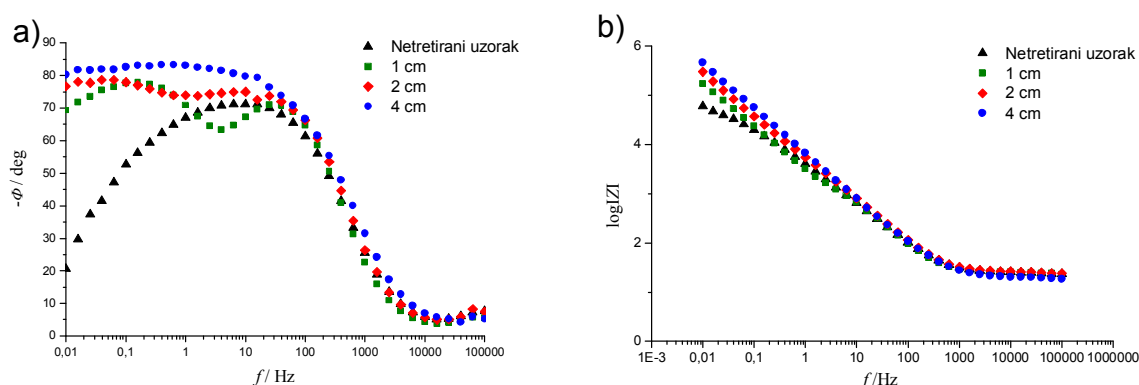 a)
90
80
70
60
50
40
30
20
10
0
-Φ / deg
0,01 0,1 1 10 100 1000 10000 100000
f / Hz
Netretirani uzorak
1 cm
2 cm
4 cm
b)
6
4
2
0
logIZI
1E-3 0,01 0,1 1 10 100 1000 10000 100000 1000000
f/Hz
Netretirani uzorak
1 cm
2 cm
4 cm